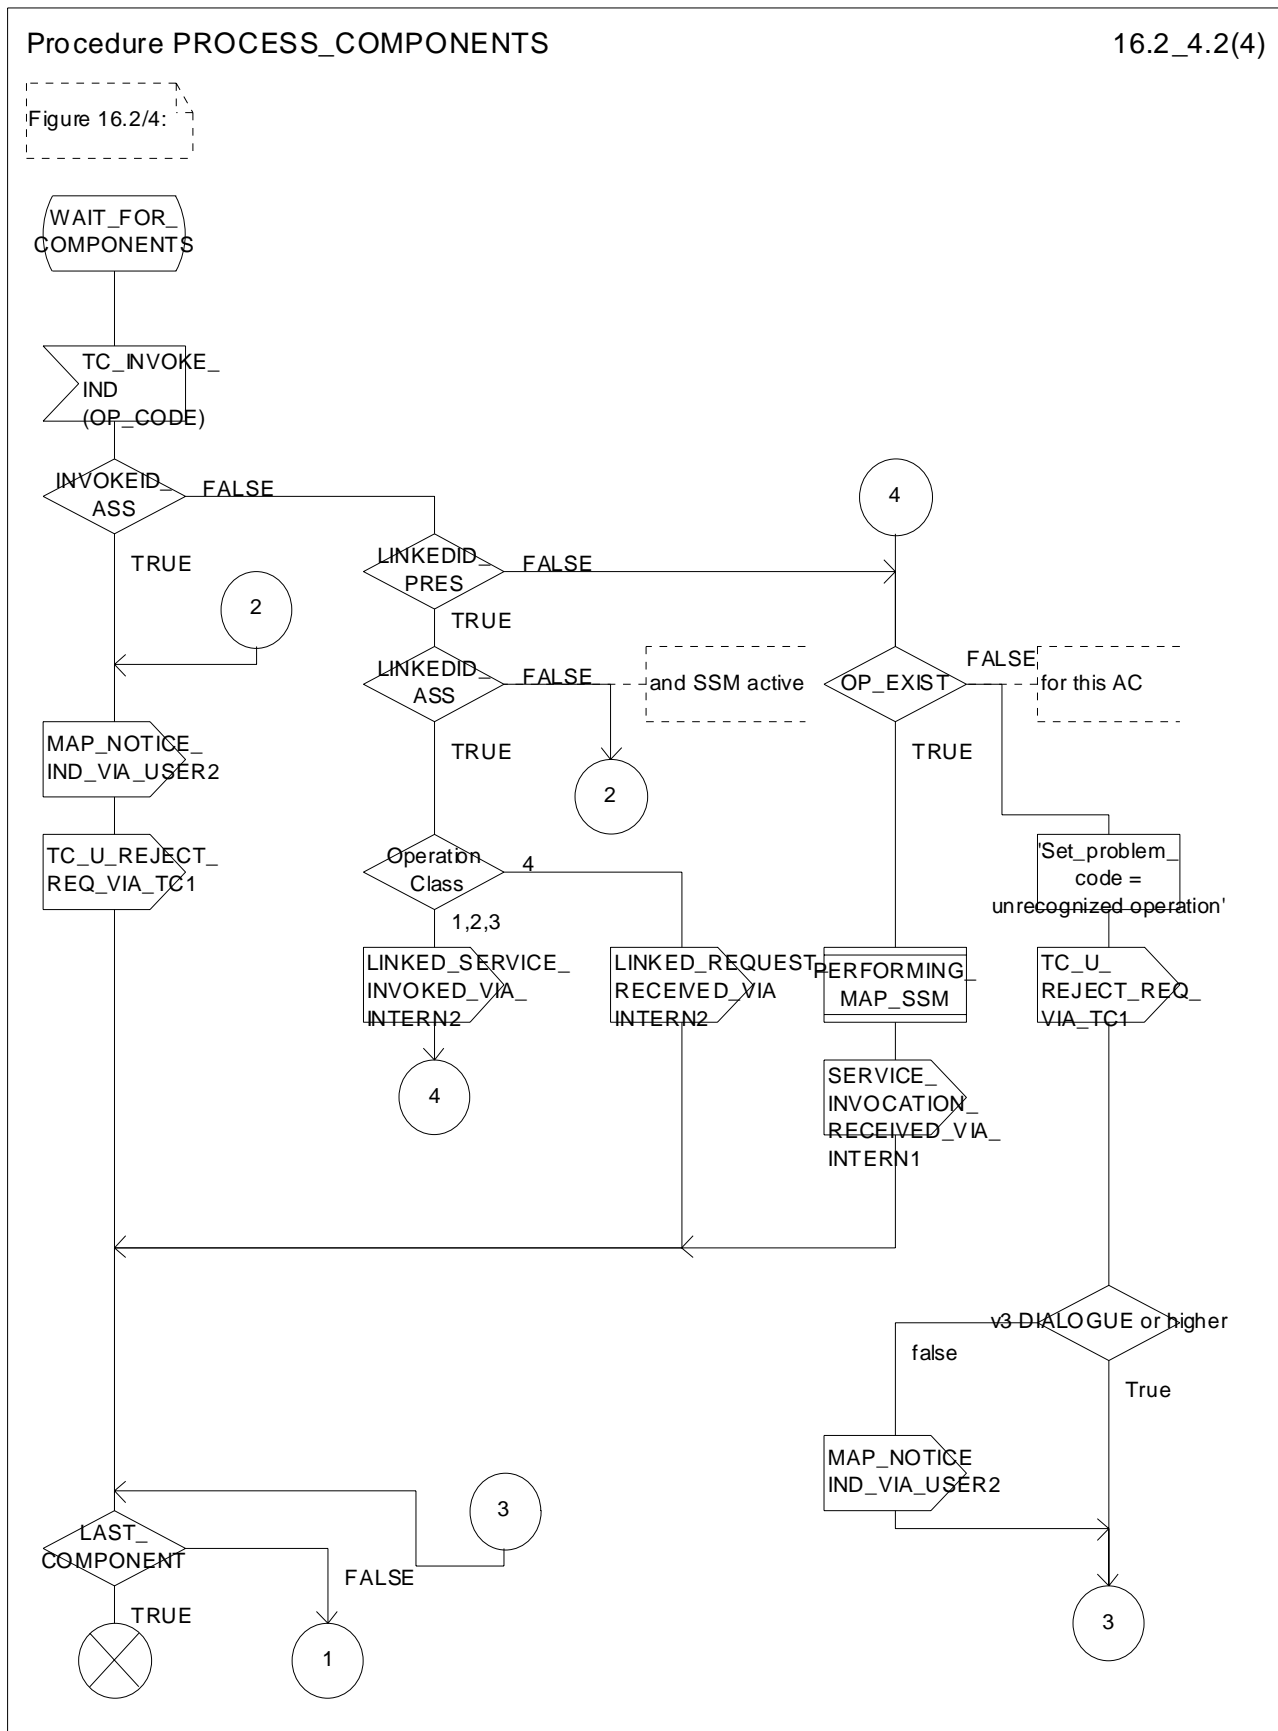 Procedure PROCESS_COMPONENTS
16.2_4.2(4)
Figure 16.2/4:
WAIT_FOR_
COMPONENTS
TC_INVOKE_
IND
(OP_CODE)
INVOKEID_
ASS
FALSE
TRUE
4
LINKEDID_
PRES
FALSE
TRUE
2
LINKEDID_
ASS
FALSE
and SSM active
TRUE
2
OP_EXIST
FALSE
for this AC
TRUE
MAP_NOTICE_
IND_VIA_USER2
TC_U_REJECT_
REQ_VIA_TC1
Operation
Class
4
1,2,3
'Set_problem_
code =
unrecognized operation'
LINKED_SERVICE_
INVOKED_VIA_
INTERN2
LINKED_REQUEST_
RECEIVED_VIA
INTERN2
PERFORMING_
MAP_SSM
TC_U_
REJECT_REQ_
VIA_TC1
4
SERVICE_
INVOCATION_
RECEIVED_VIA_
INTERN1
v3 DIALOGUE or higher
false
True
MAP_NOTICE
IND_VIA_USER2
3
LAST_
COMPONENT
FALSE
TRUE
1
3